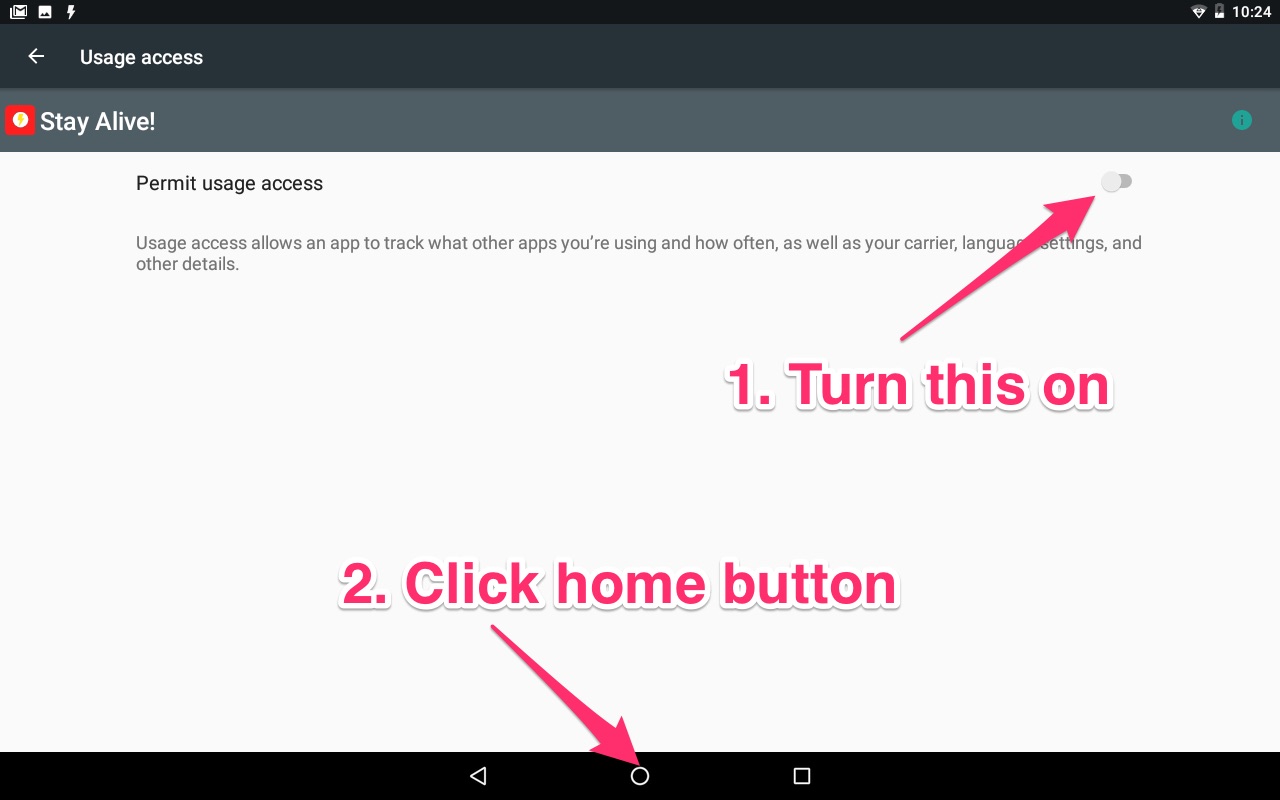 10:24
Usage access
Stay Alive!
Permit usage access
Usage access allows an app to track what other apps you’re using and how often, as well as your carrier, language settings, and
other details.
1. Turn this on
2. Click home button